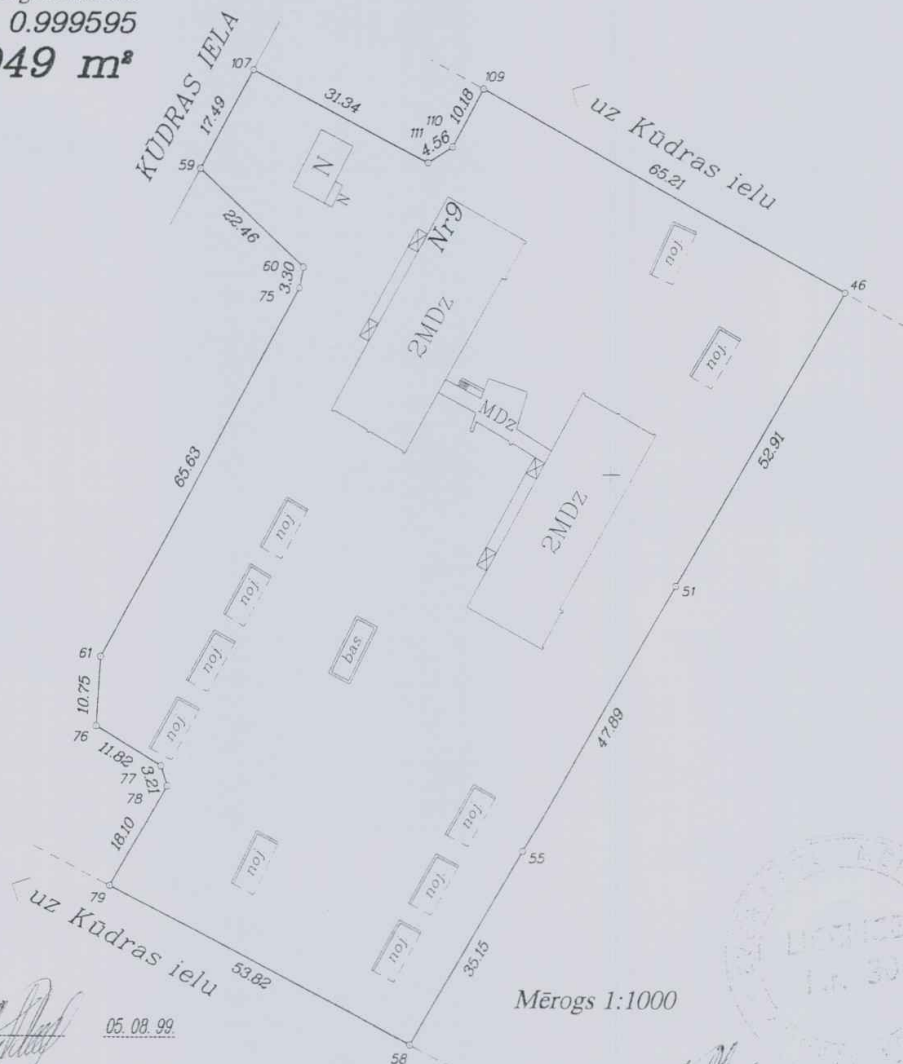 0.999595
949 m²
KŪDRAS IELA
107
109
17.49
31.34
111
110
10.18
4.56
uz Kūdras ielu
65.21
59
N
N
22.46
Nr9
60
3.30
75
noj
46
2MDz
noj
MDz
52.91
65.63
2MDz
noj
noj
51
noj
bas
61
10.75
noj
47.89
76
11.82
77
3.21
78
noj
18.10
noj
55
noj
79
uz Kūdras ielu
noj
35.15
53.82
Mērogs 1:1000
05. 08. 99.
58